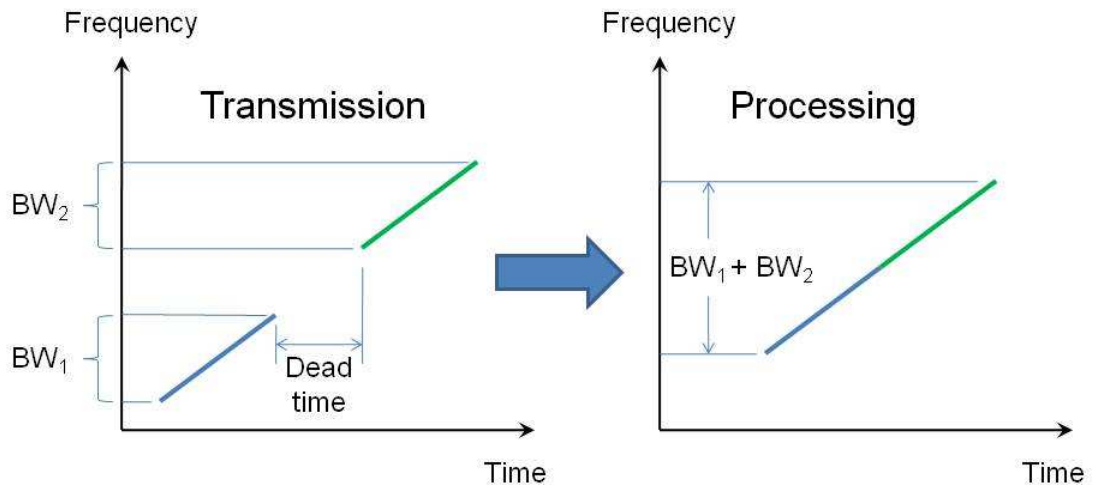 Frequency
Transmission
BW₂
BW₁
Dead
time
Time
Frequency
Processing
BW₁ + BW₂
Time